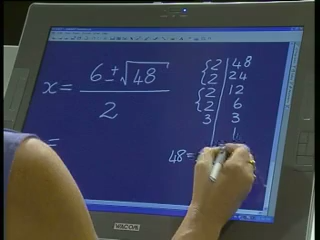 x = 6 ± √48
2
=
2 | 48
2 | 24
2 | 12
2 | 6
3 | 3
1
48 =
WACOM